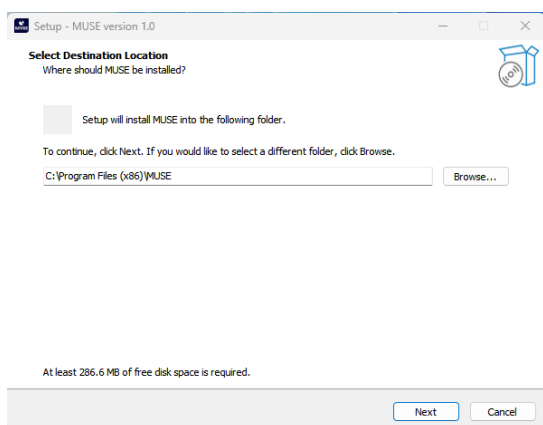 MUSE
Setup - MUSE version 1.0
Select Destination Location
Where should MUSE be installed?
Setup will install MUSE into the following folder.
To continue, click Next. If you would like to select a different folder, click Browse.
C:\Program Files (x86)\MUSE
Browse...
At least 286.6 MB of free disk space is required.
Next
Cancel